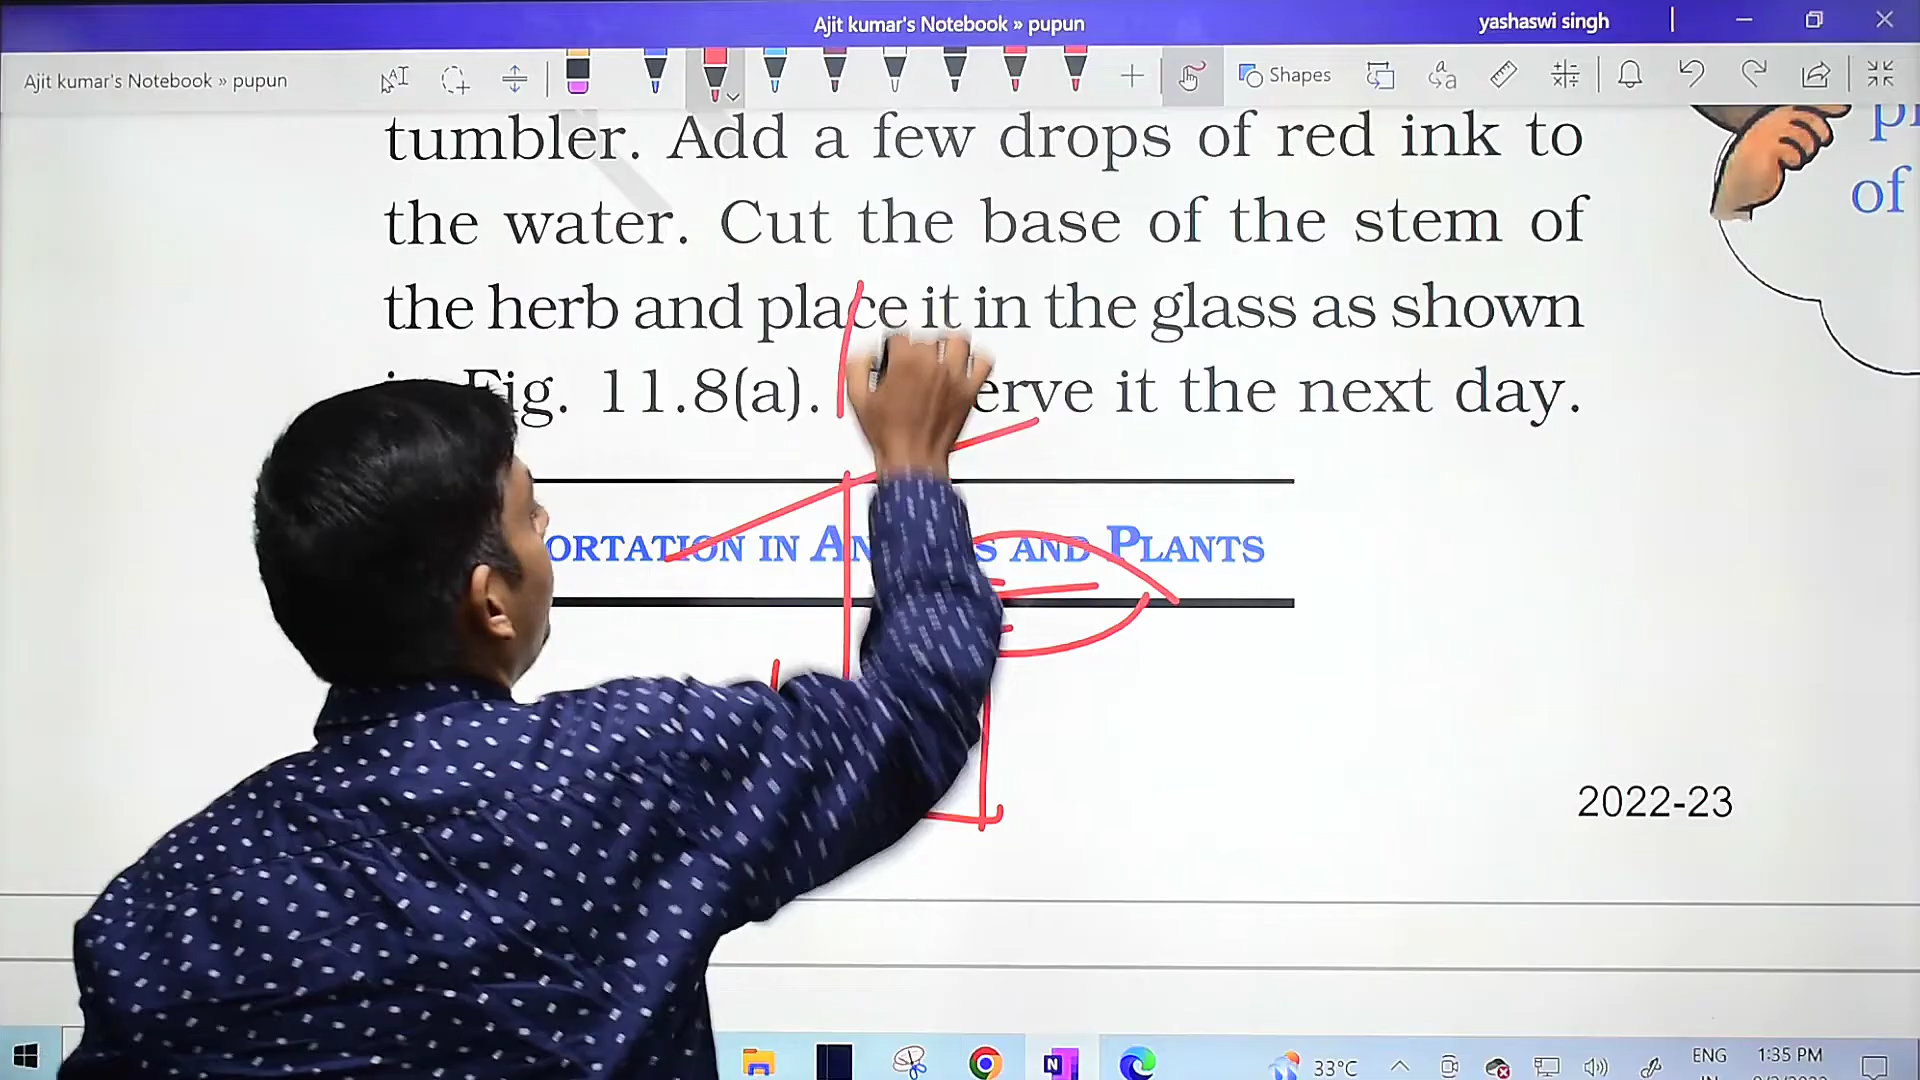 Ajit kumar's Notebook » pupun
yashaswi singh
Ajit kumar's Notebook » pupun
Shapes
tumbler. Add a few drops of red ink to
the water. Cut the base of the stem of
the herb and place it in the glass as shown
Fig. 11.8(a). erve it the next day.
of
ORTATION IN AN S AND PLANTS
2022-23
33°C
ENG
1:35 PM